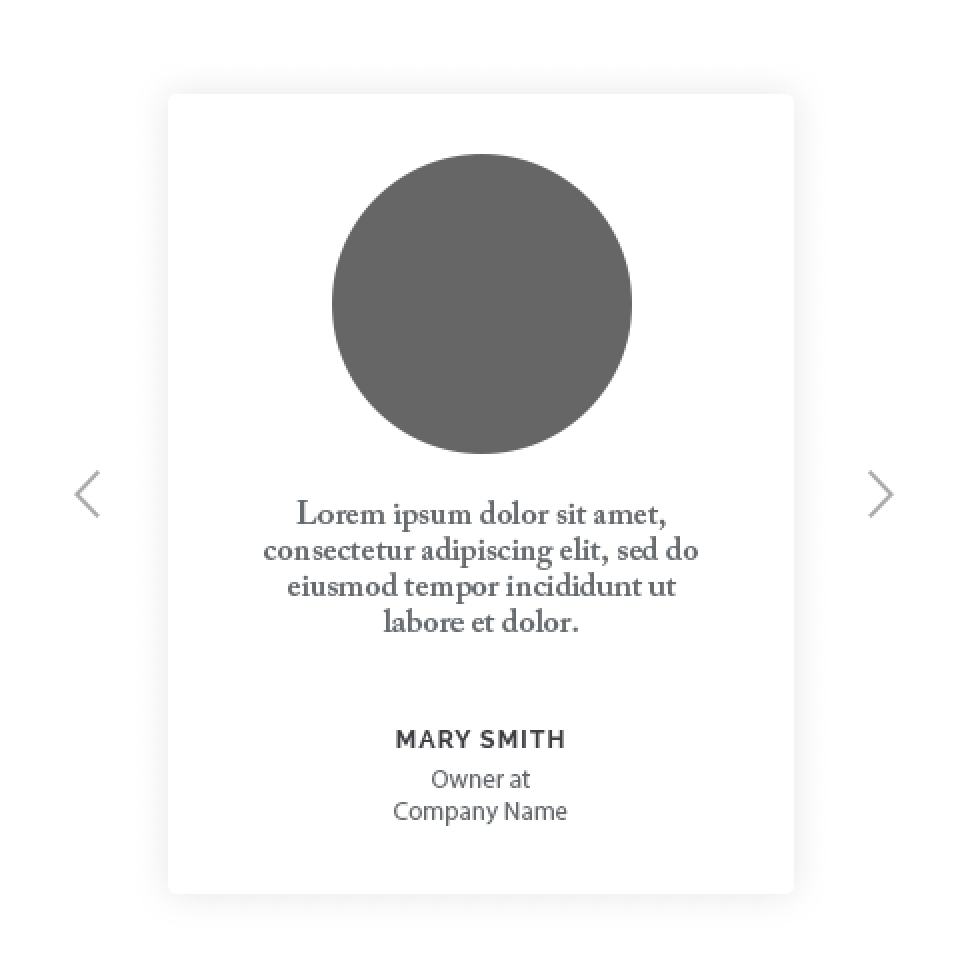 Lorem ipsum dolor sit amet,
consectetur adipiscing elit, sed do
eiusmod tempor incididunt ut
labore et dolor.
MARY SMITH
Owner at
Company Name